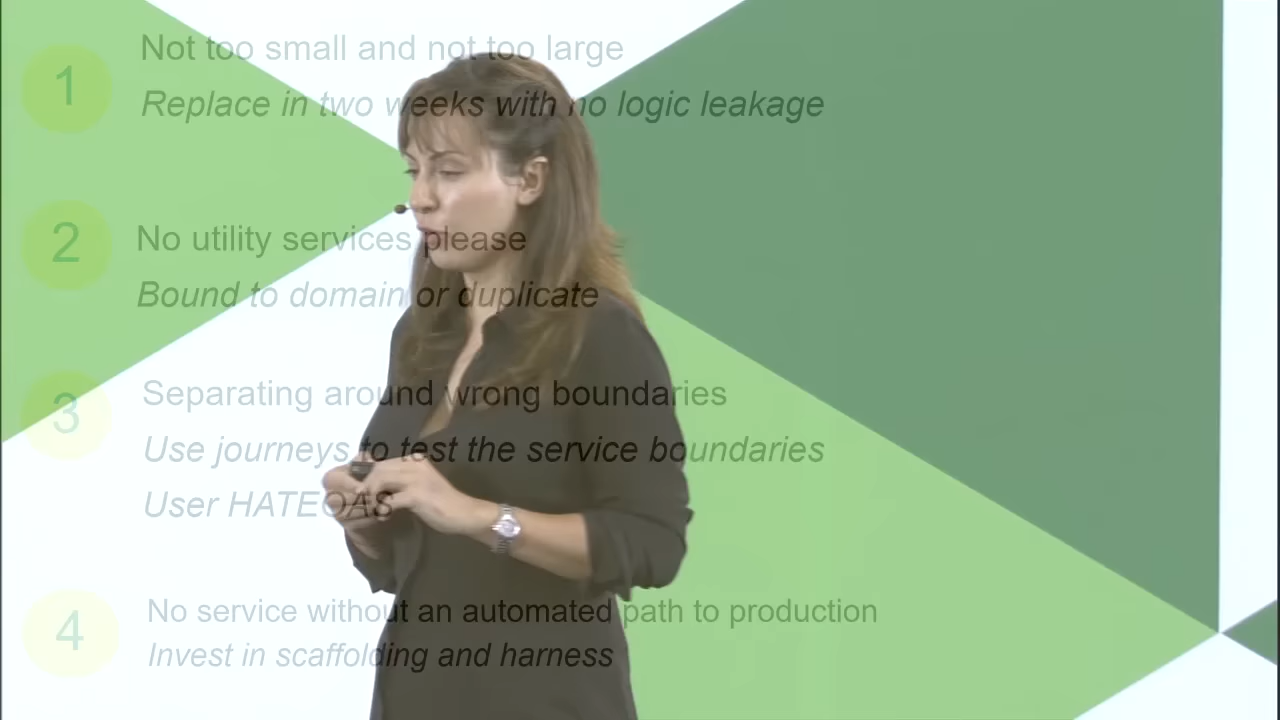 1
Not too small and not too large
Replace in two weeks with no logic leakage
2
No utility services please
Bound to domain or duplicate
3
Separating around wrong boundaries
Use journeys to test the service boundaries
User HATEOAS
4
No service without an automated path to production
Invest in scaffolding and harness